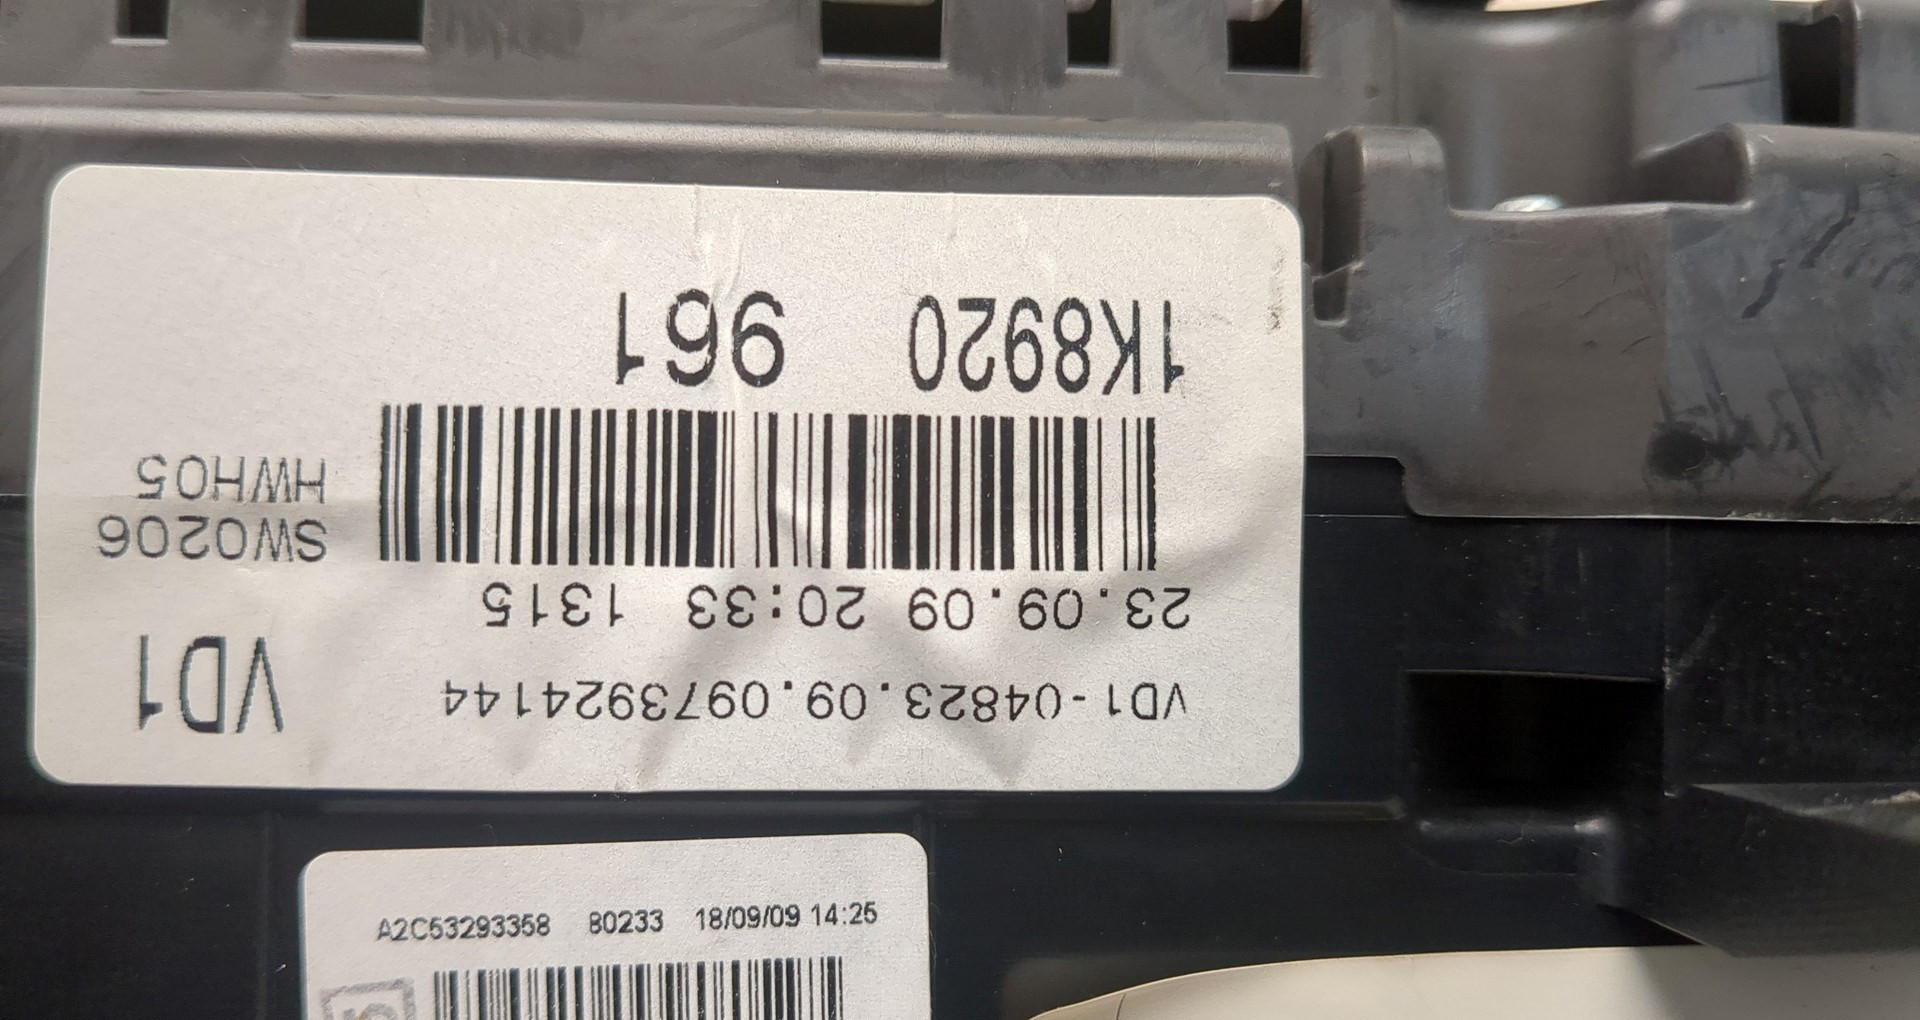 VD1-04823.09.0973924144
VD1
23.09.09 20:33 1315
SW0206
HWH05
1K8920 961
A2C53293358 80233 18/09/09 14:25